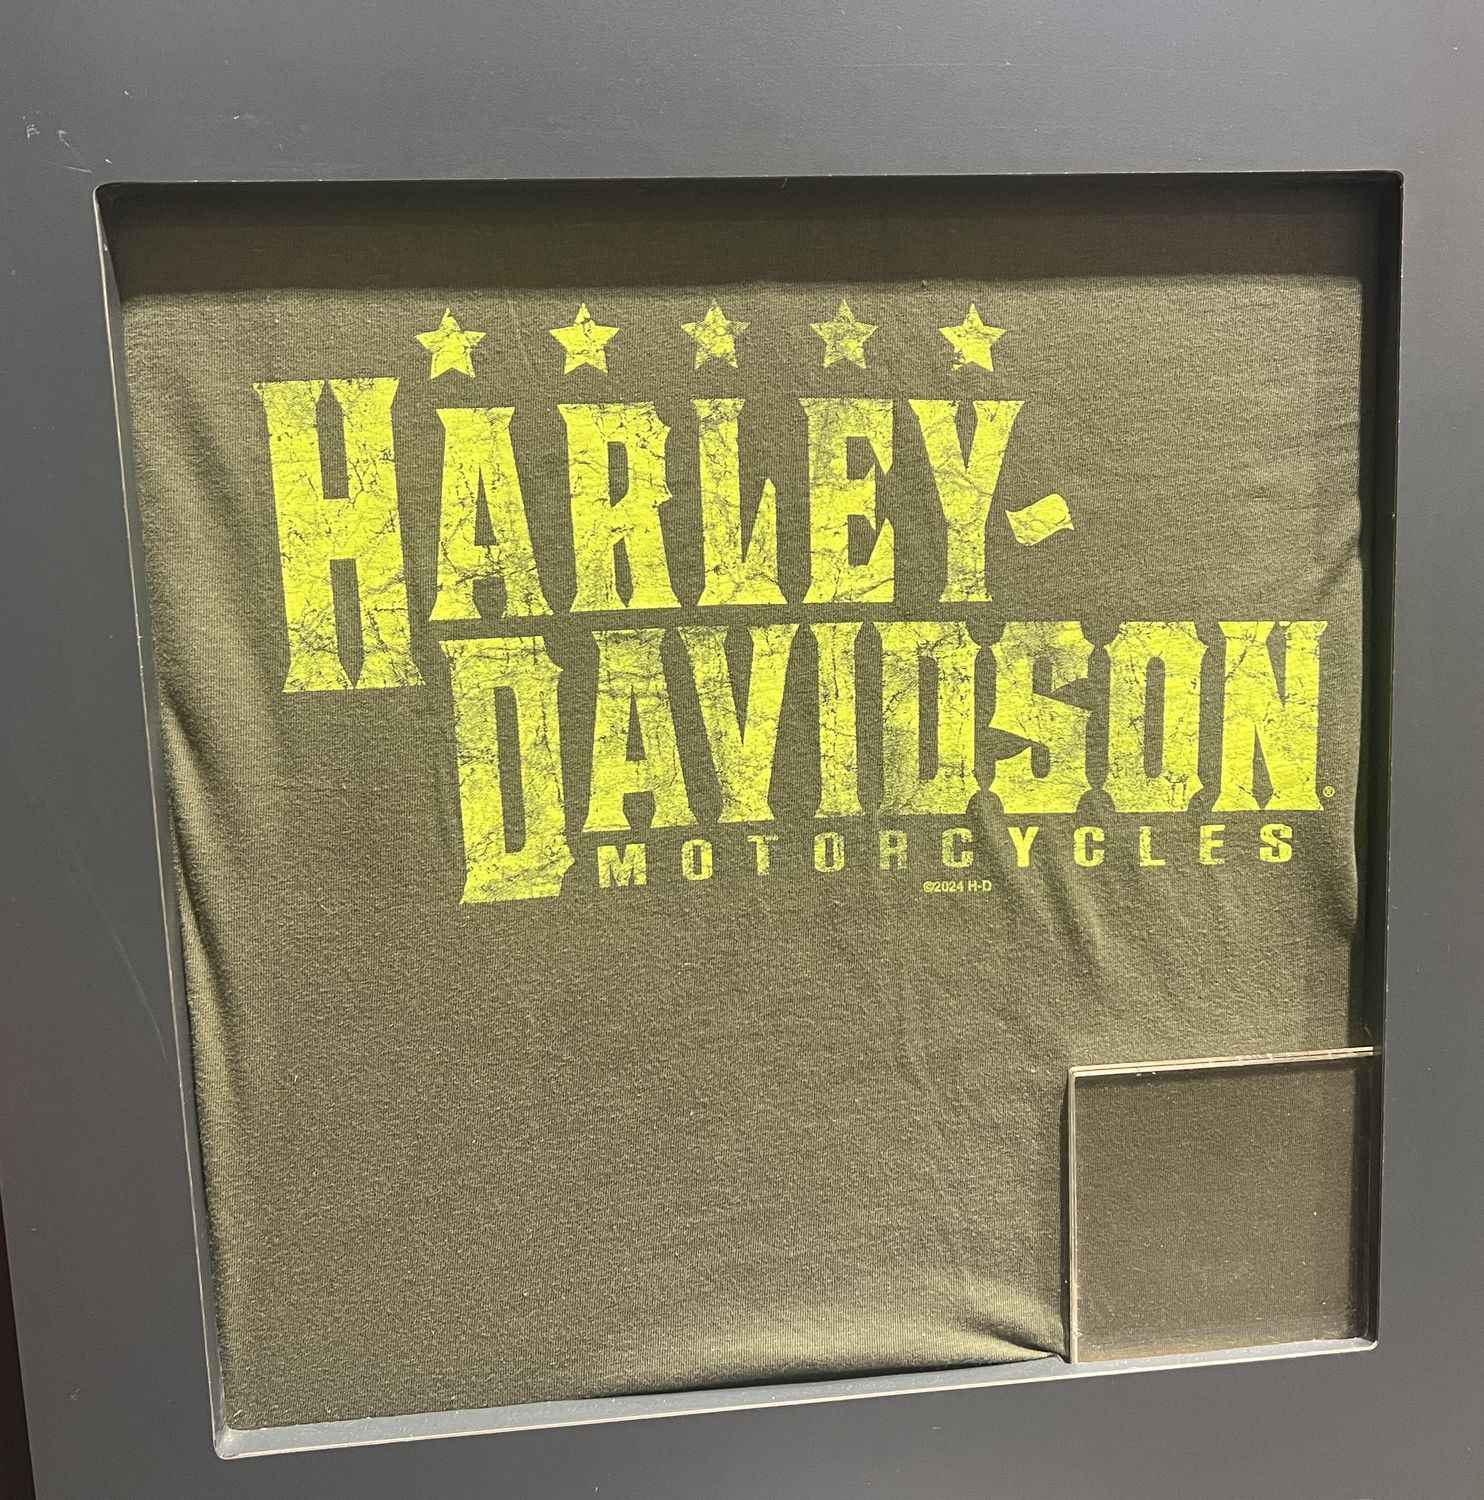 HARLEY-
DAVIDSON®
MOTORCYCLES
©2024 H-D